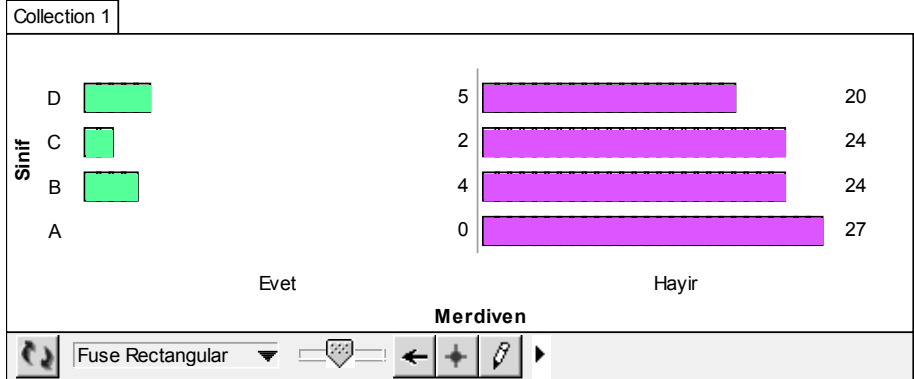 Collection 1
D 5 20
C 2 24
B 4 24
A 0 27
Sinif
Evet Hayir
Merdiven
Fuse Rectangular